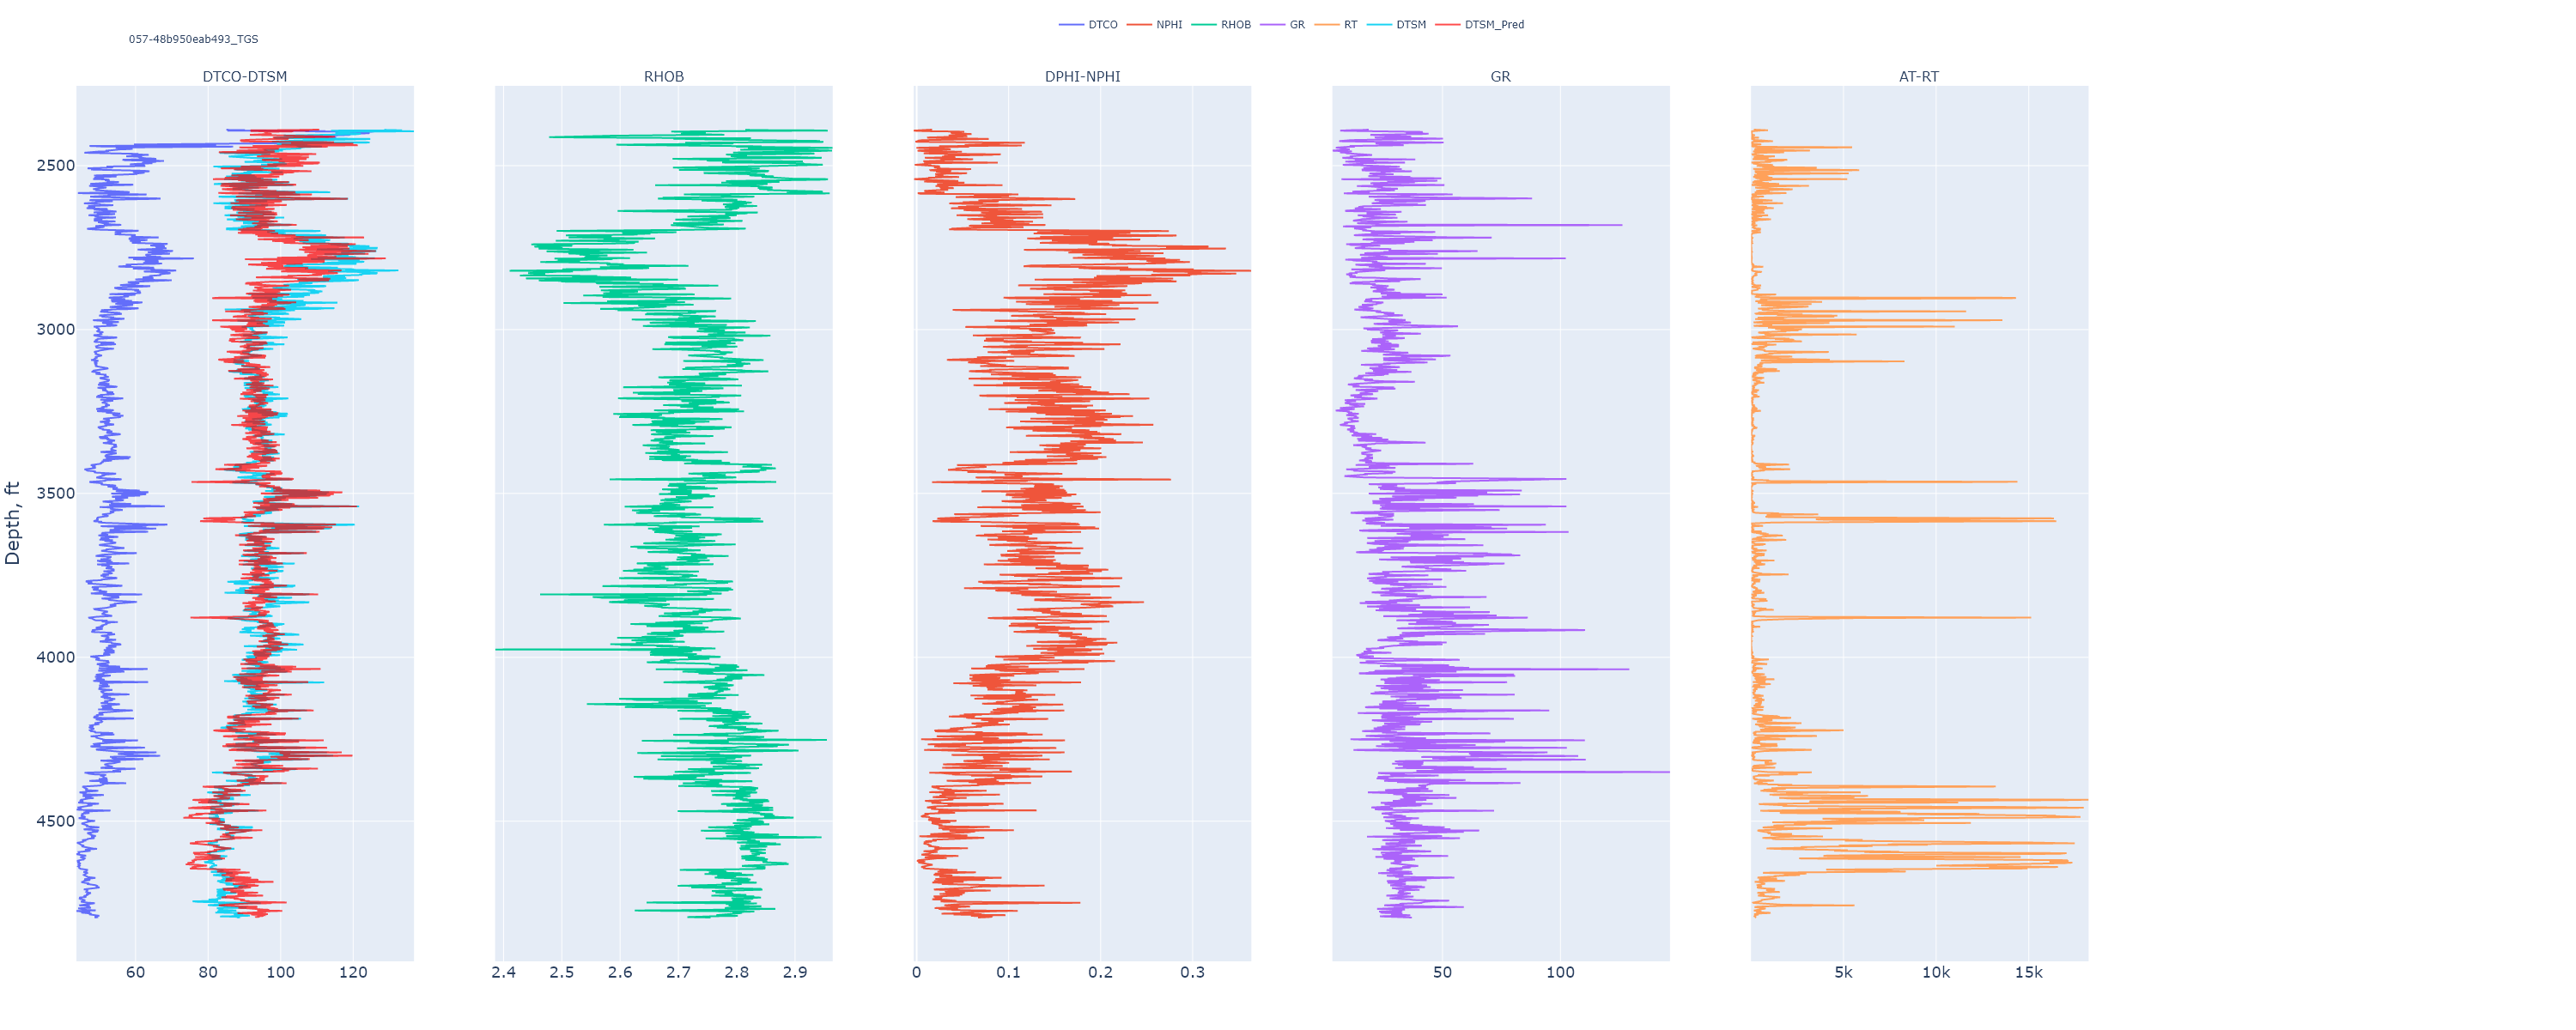 DTCO NPHI RHOB GR RT DTSM DTSM_Pred
057-48b950eab493_TGS
DTCO-DTSM RHOB DPHI-NPHI GR AT-RT
2500
3000
3500
4000
4500
Depth, ft
60 80 100 120 2.4 2.5 2.6 2.7 2.8 2.9 0 0.1 0.2 0.3 50 100 5k 10k 15k